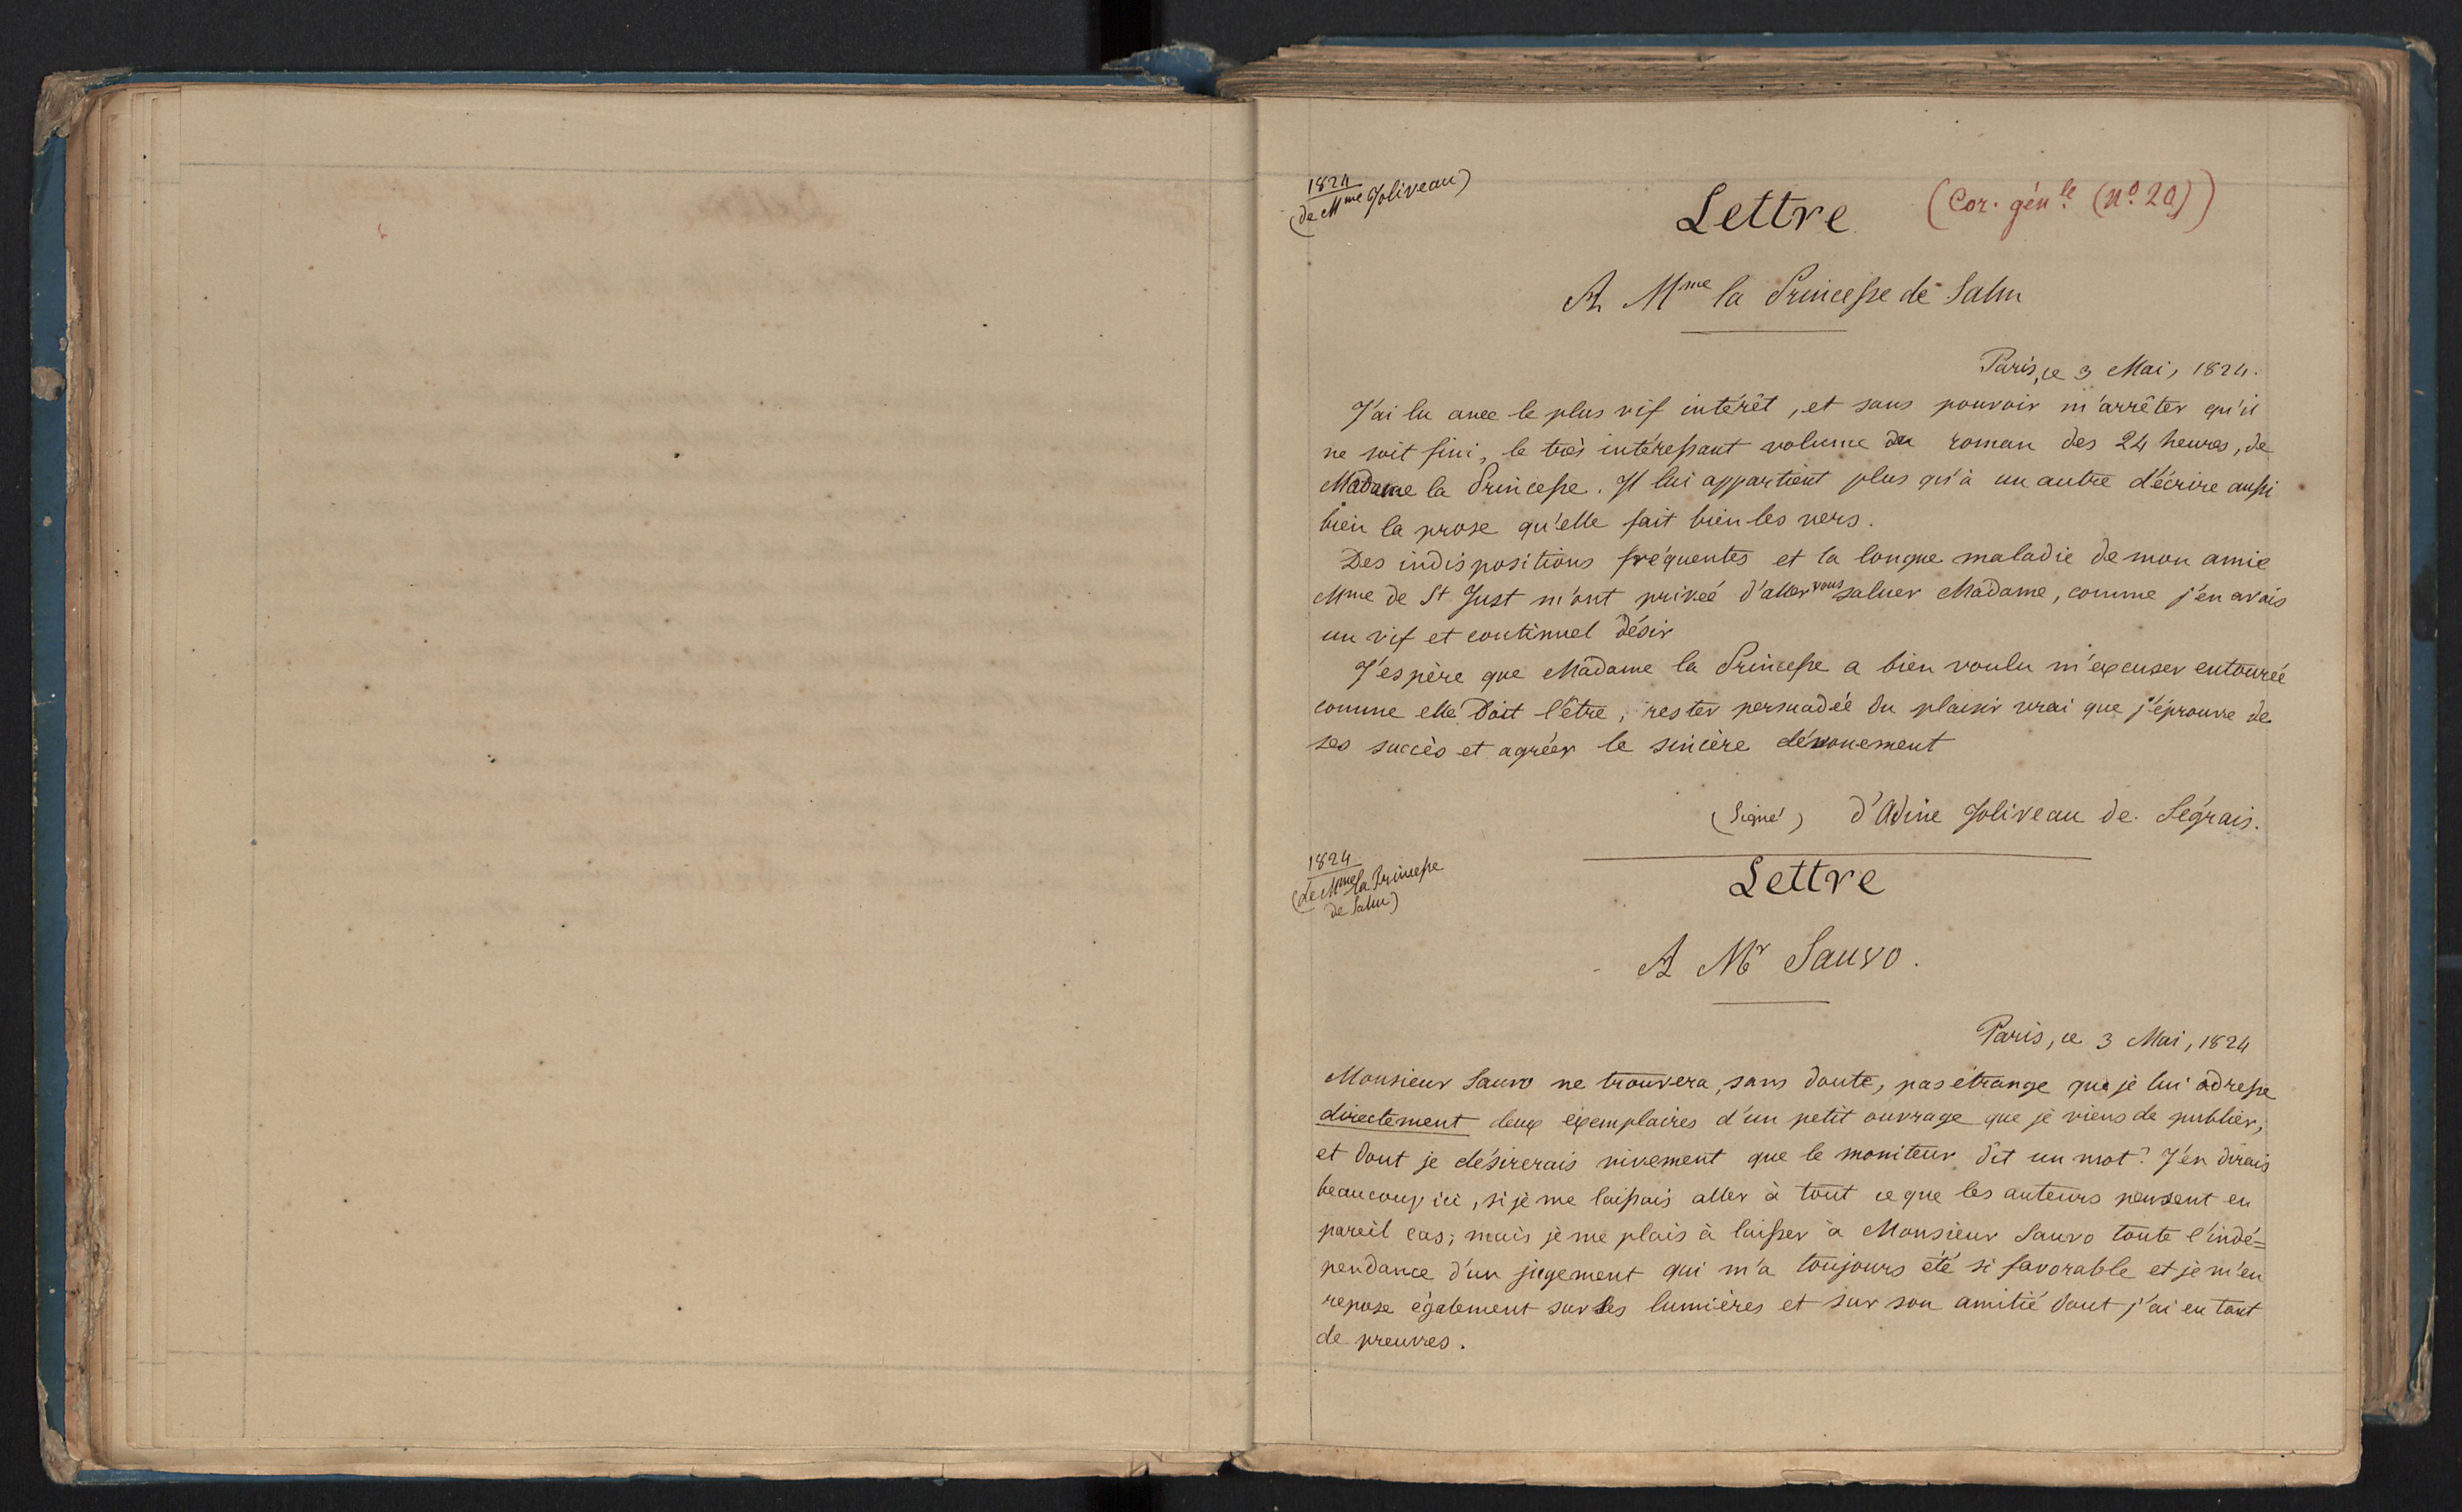 1824
(de Mme Joliveau)
Lettre (Cor. génle (no. 20))
A Mme la Princesse de Salm
Paris, ce 3 Mai, 1824.
J'ai lu avec le plus vif intérêt, et sans pouvoir m'arrêter qu'il
ne soit fini, le très intéressant volume du roman des 24 heures, de
Madame la Princesse. Il lui appartient plus qu'à un autre d'écrire aussi
bien la prose qu'elle fait bien les vers.
Des indispositions fréquentes et la longue maladie de mon amie
Mme de St Just m'ont privée d'aller vous saluer Madame, comme j'en avais
un vif et continuel désir
J'espère que Madame la Princesse a bien voulu m'excuser entourée
comme elle doit l'être, rester persuadée du plaisir vrai que j'éprouve de
ses succès et agréer le sincère dévouement
(signé) d'Adine Joliveau de Ségrais.
1824
(de Mme la Princesse
de Salm)
Lettre
A Mr Sauvo.
Paris, ce 3 Mai, 1824
Monsieur Sauvo ne trouvera, sans doute, pas etrange que je lui adresse
directement deux exemplaires d'un petit ouvrage que je viens de publier,
et dont je désirerais vivement que le moniteur dit un mot? J'en dirais
beaucoup ici, si je me laissais aller à tout ce que les auteurs pensent en
pareil cas; mais je me plais à laisser à Monsieur Sauvo toute l'indé=
pendance d'un jugement qui m'a toujours été si favorable et je m'en
repose également sur ses lumières et sur son amitié dont j'ai eu tant
de preuves.